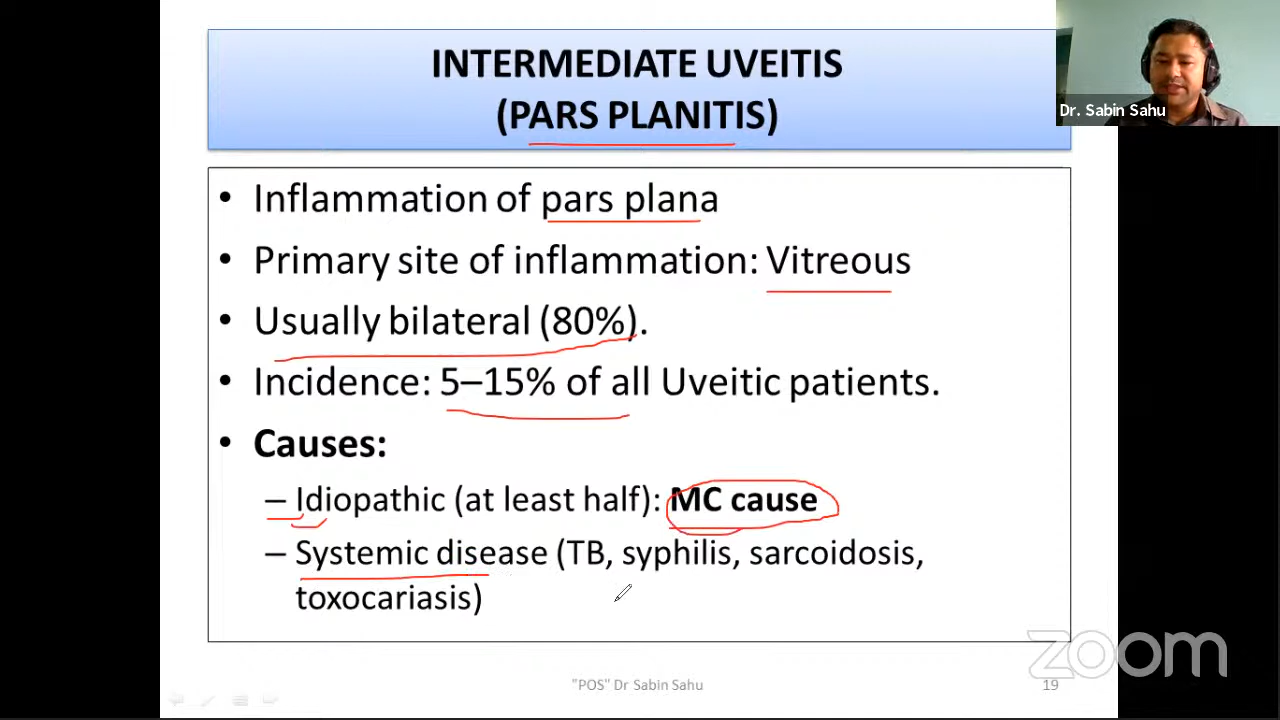 INTERMEDIATE UVEITIS
(PARS PLANITIS)
Dr. Sabin Sahu
• Inflammation of pars plana
• Primary site of inflammation: Vitreous
• Usually bilateral (80%).
• Incidence: 5–15% of all Uveitic patients.
• Causes:
– Idiopathic (at least half): MC cause
– Systemic disease (TB, syphilis, sarcoidosis,
toxocariasis)
zoom
"POS" Dr Sabin Sahu
19